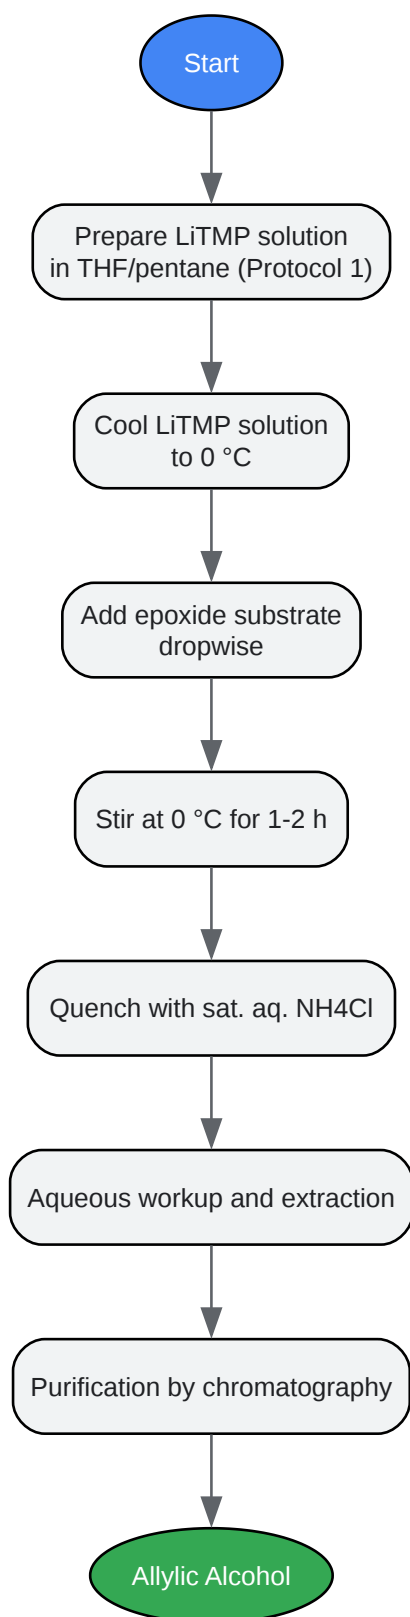 Start
Prepare LiTMP solution
in THF/pentane (Protocol 1)
Cool LiTMP solution
to 0 °C
Add epoxide substrate
dropwise
Stir at 0 °C for 1-2 h
Quench with sat. aq. NH4Cl
Aqueous workup and extraction
Purification by chromatography
Allylic Alcohol